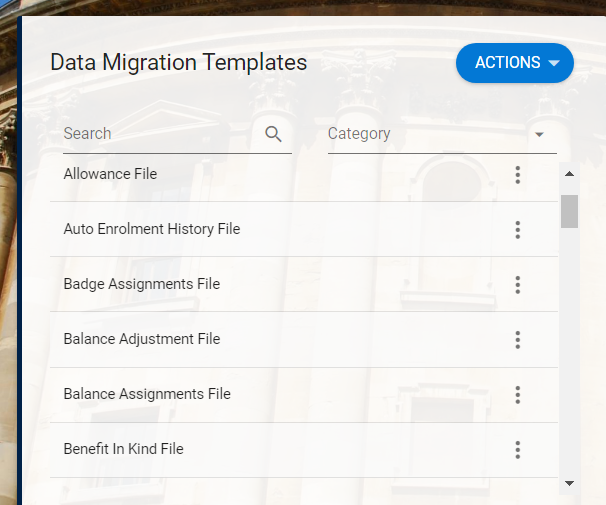 Data Migration Templates
ACTIONS
Search
Category
Allowance File
Auto Enrolment History File
Badge Assignments File
Balance Adjustment File
Balance Assignments File
Benefit In Kind File